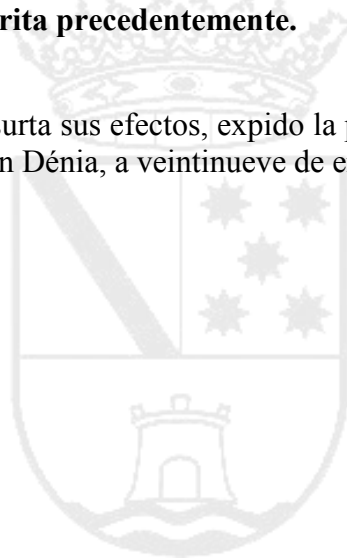 rita precedentemente.
urta sus efectos, expido la p
n Dénia, a veintinueve de e